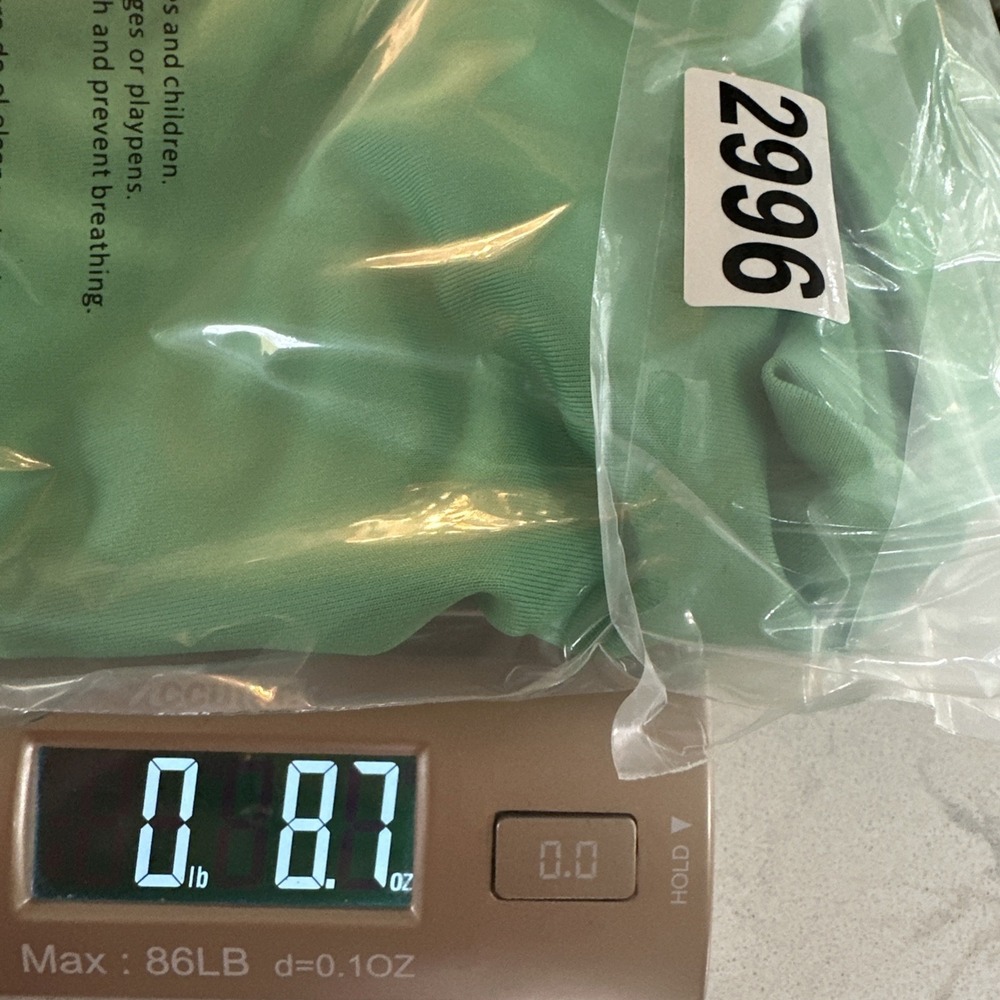 s and children.
ges or playpens.
h and prevent breathing.
2996
0 lb 8.7 oz
0.0
HOLD ▼
Max : 86LB d=0.1OZ